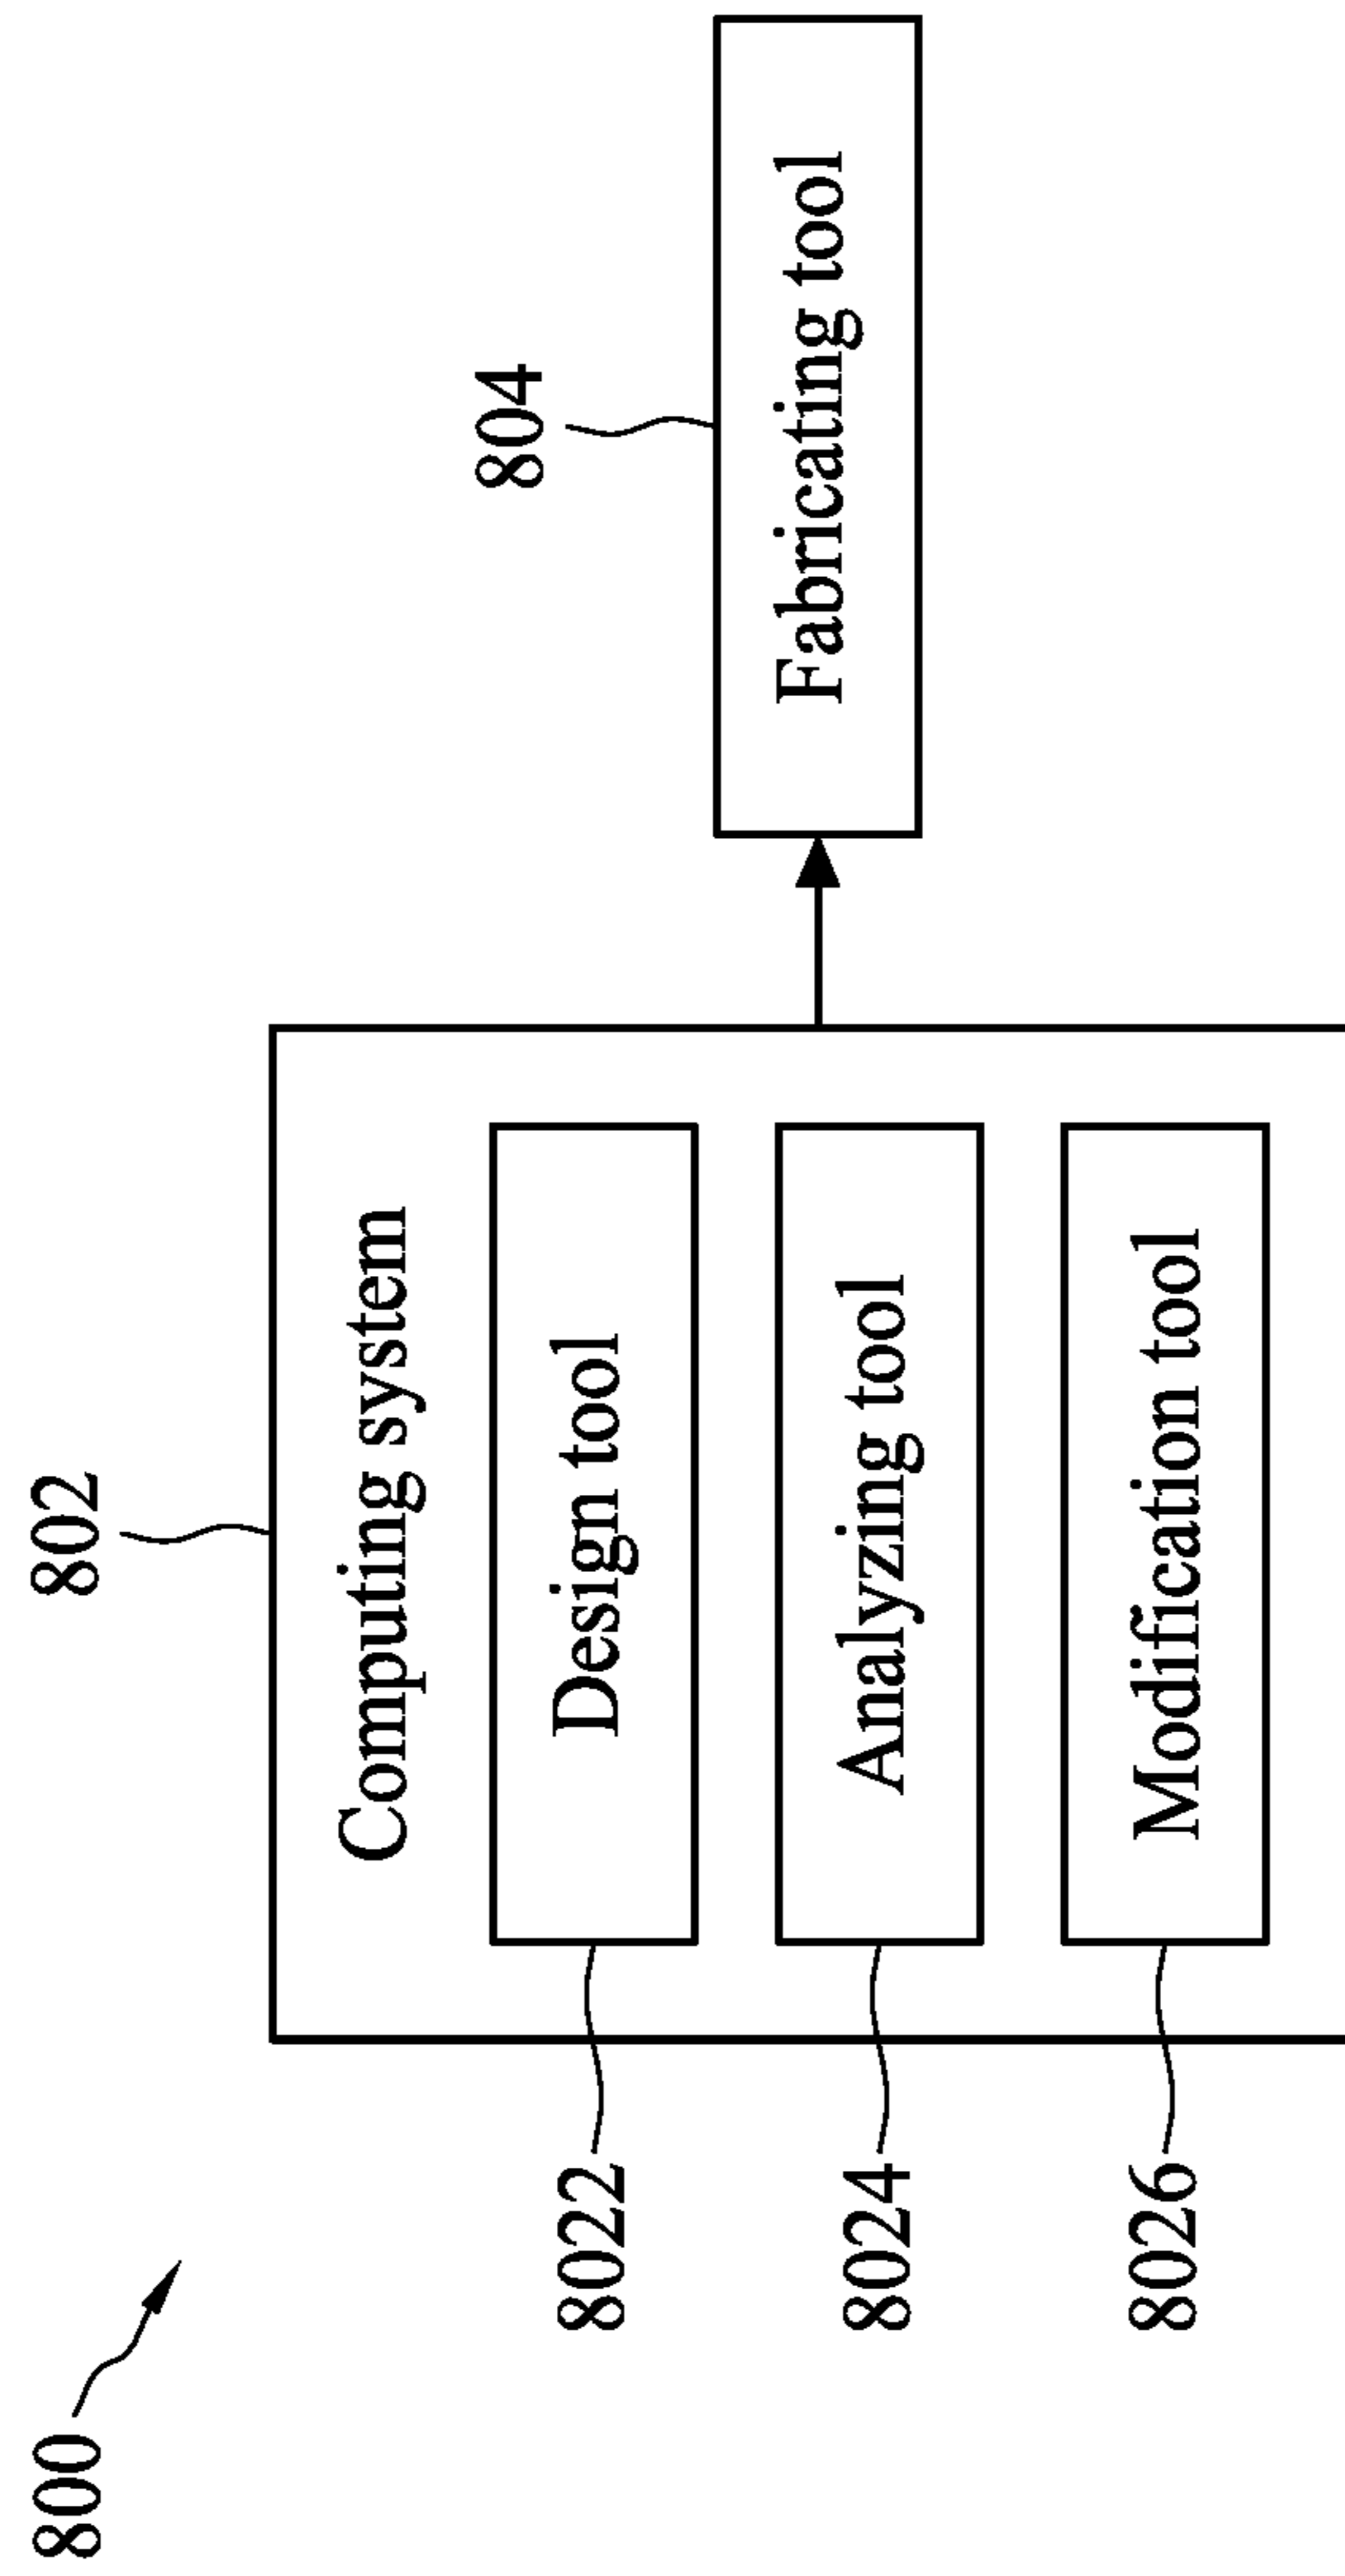 800
802
Computing system
8022
Design tool
8024
Analyzing tool
8026
Modification tool
804
Fabricating tool